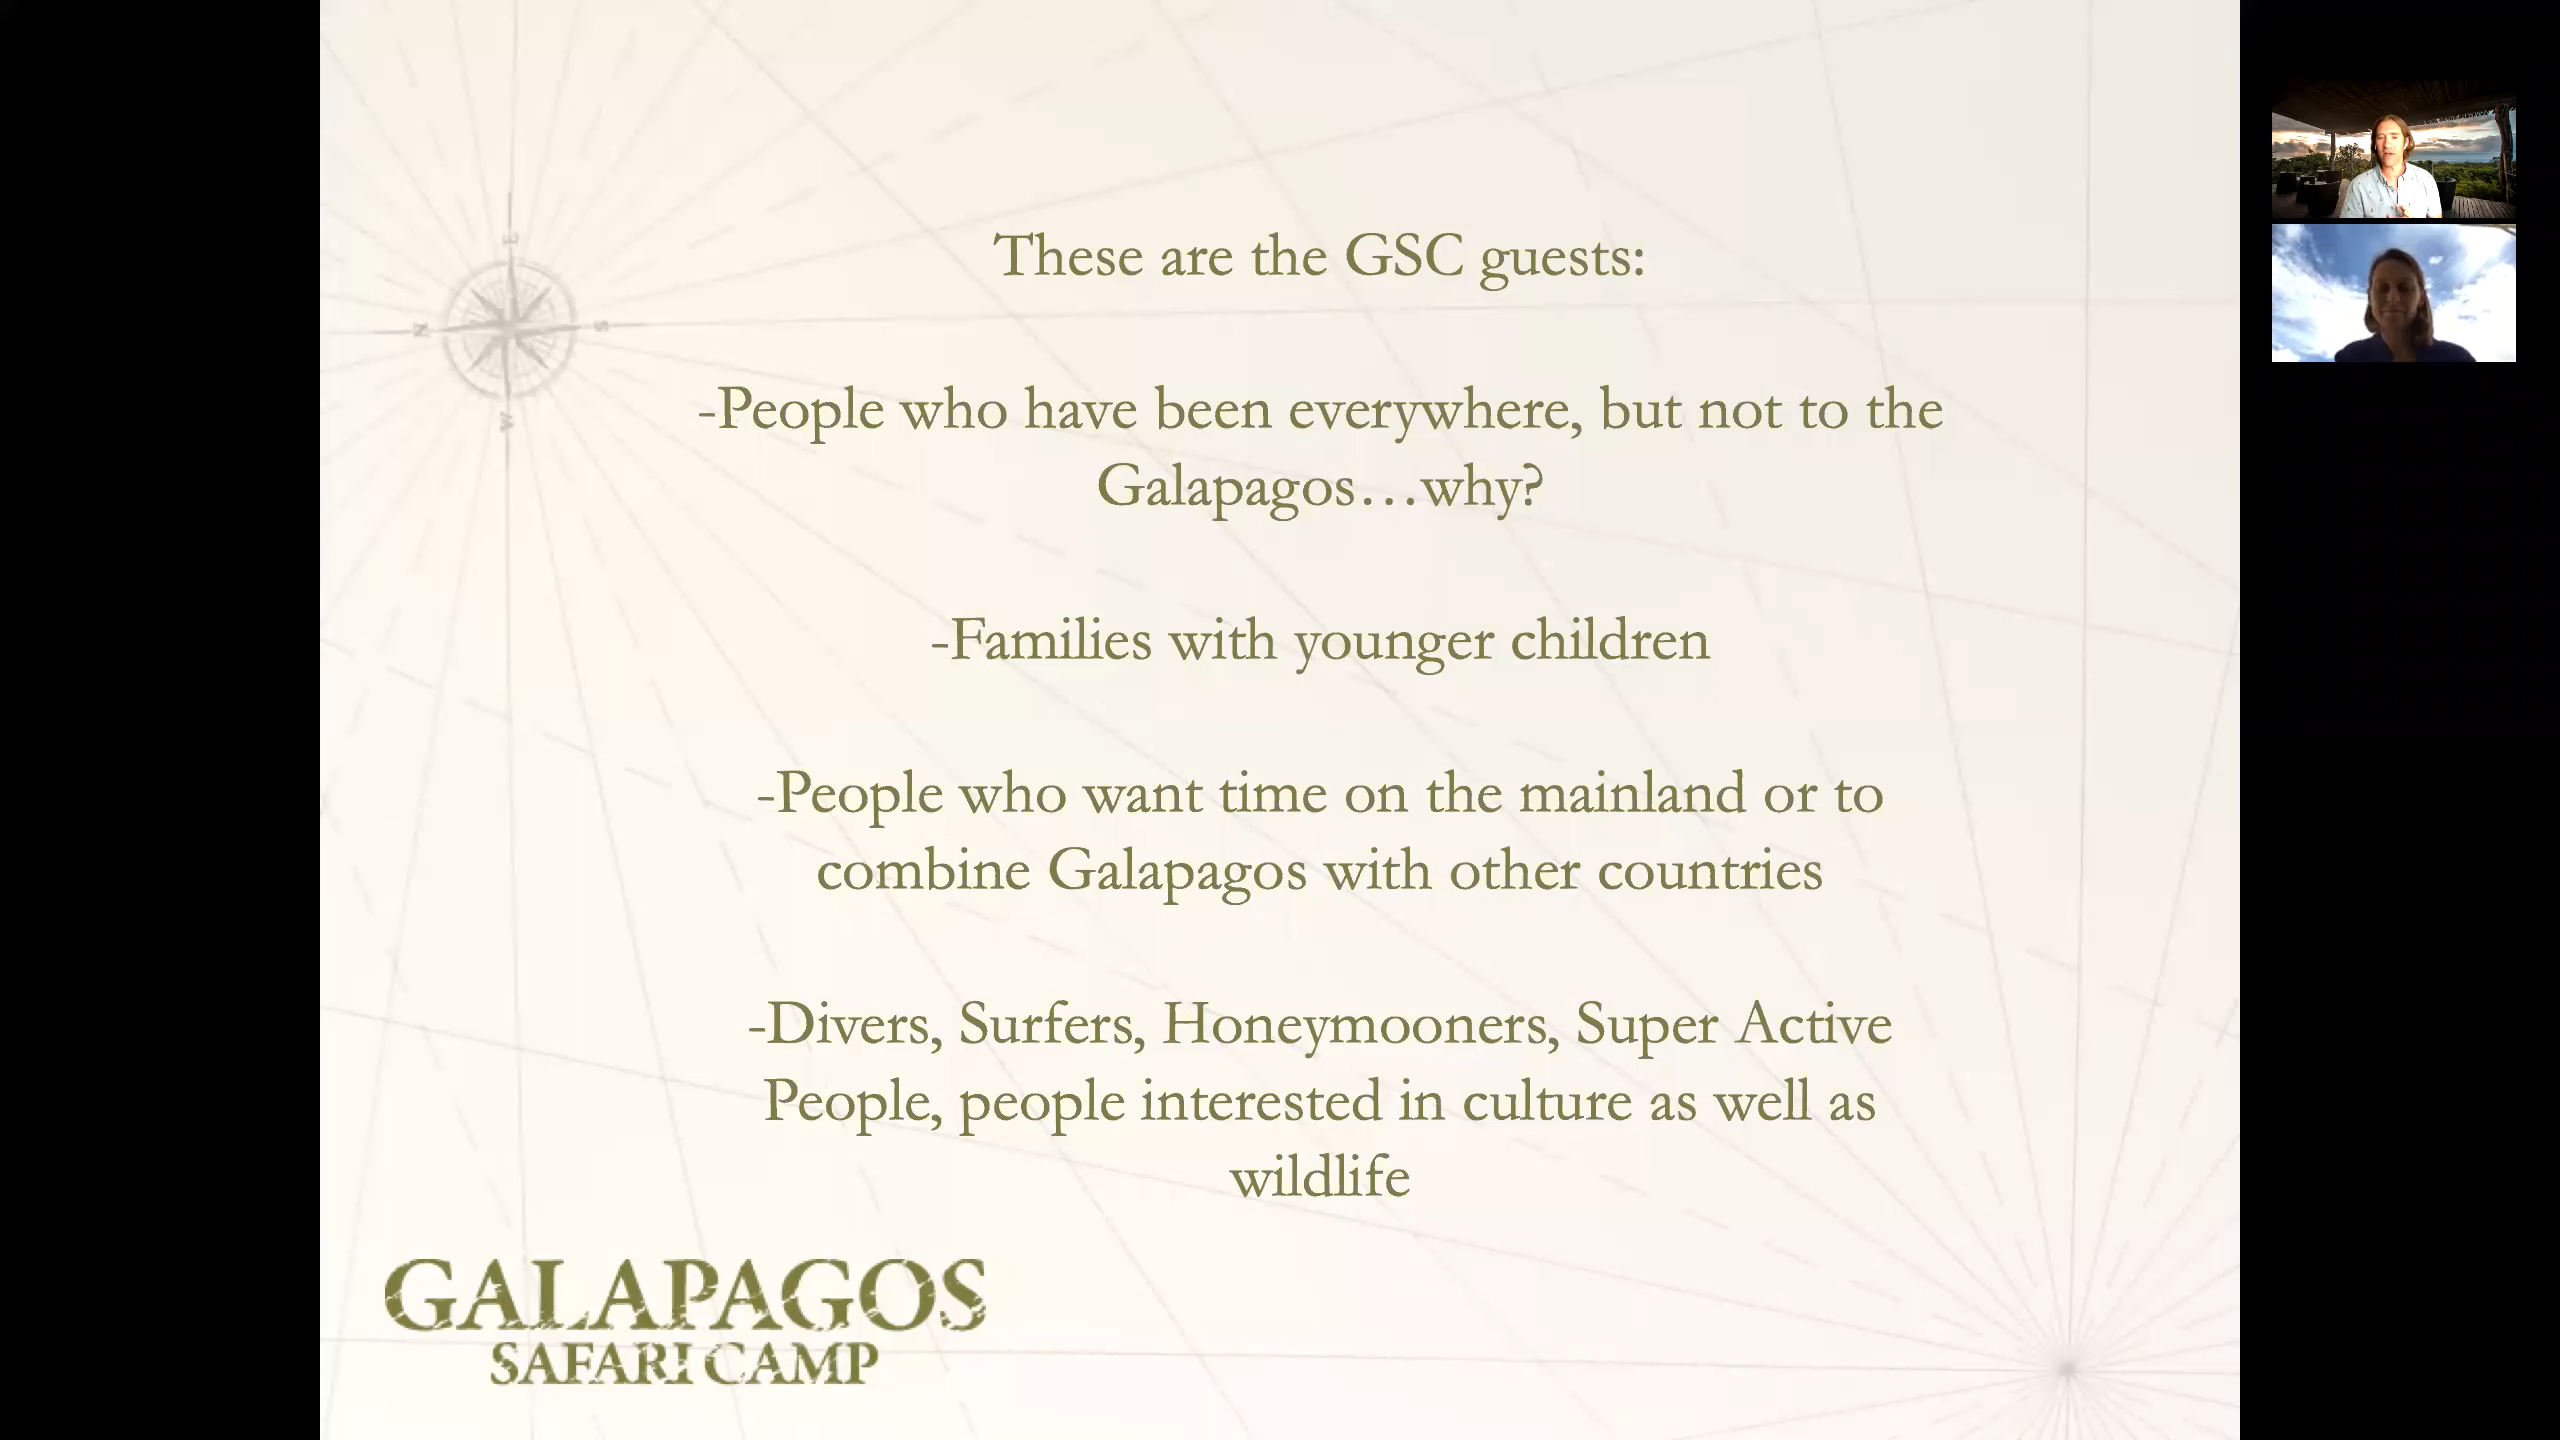 These are the GSC guests:
-People who have been everywhere, but not to the
Galapagos…why?
-Families with younger children
-People who want time on the mainland or to
combine Galapagos with other countries
-Divers, Surfers, Honeymooners, Super Active
People, people interested in culture as well as
wildlife
GALAPAGOS
SAFARI CAMP
E
N
S
W